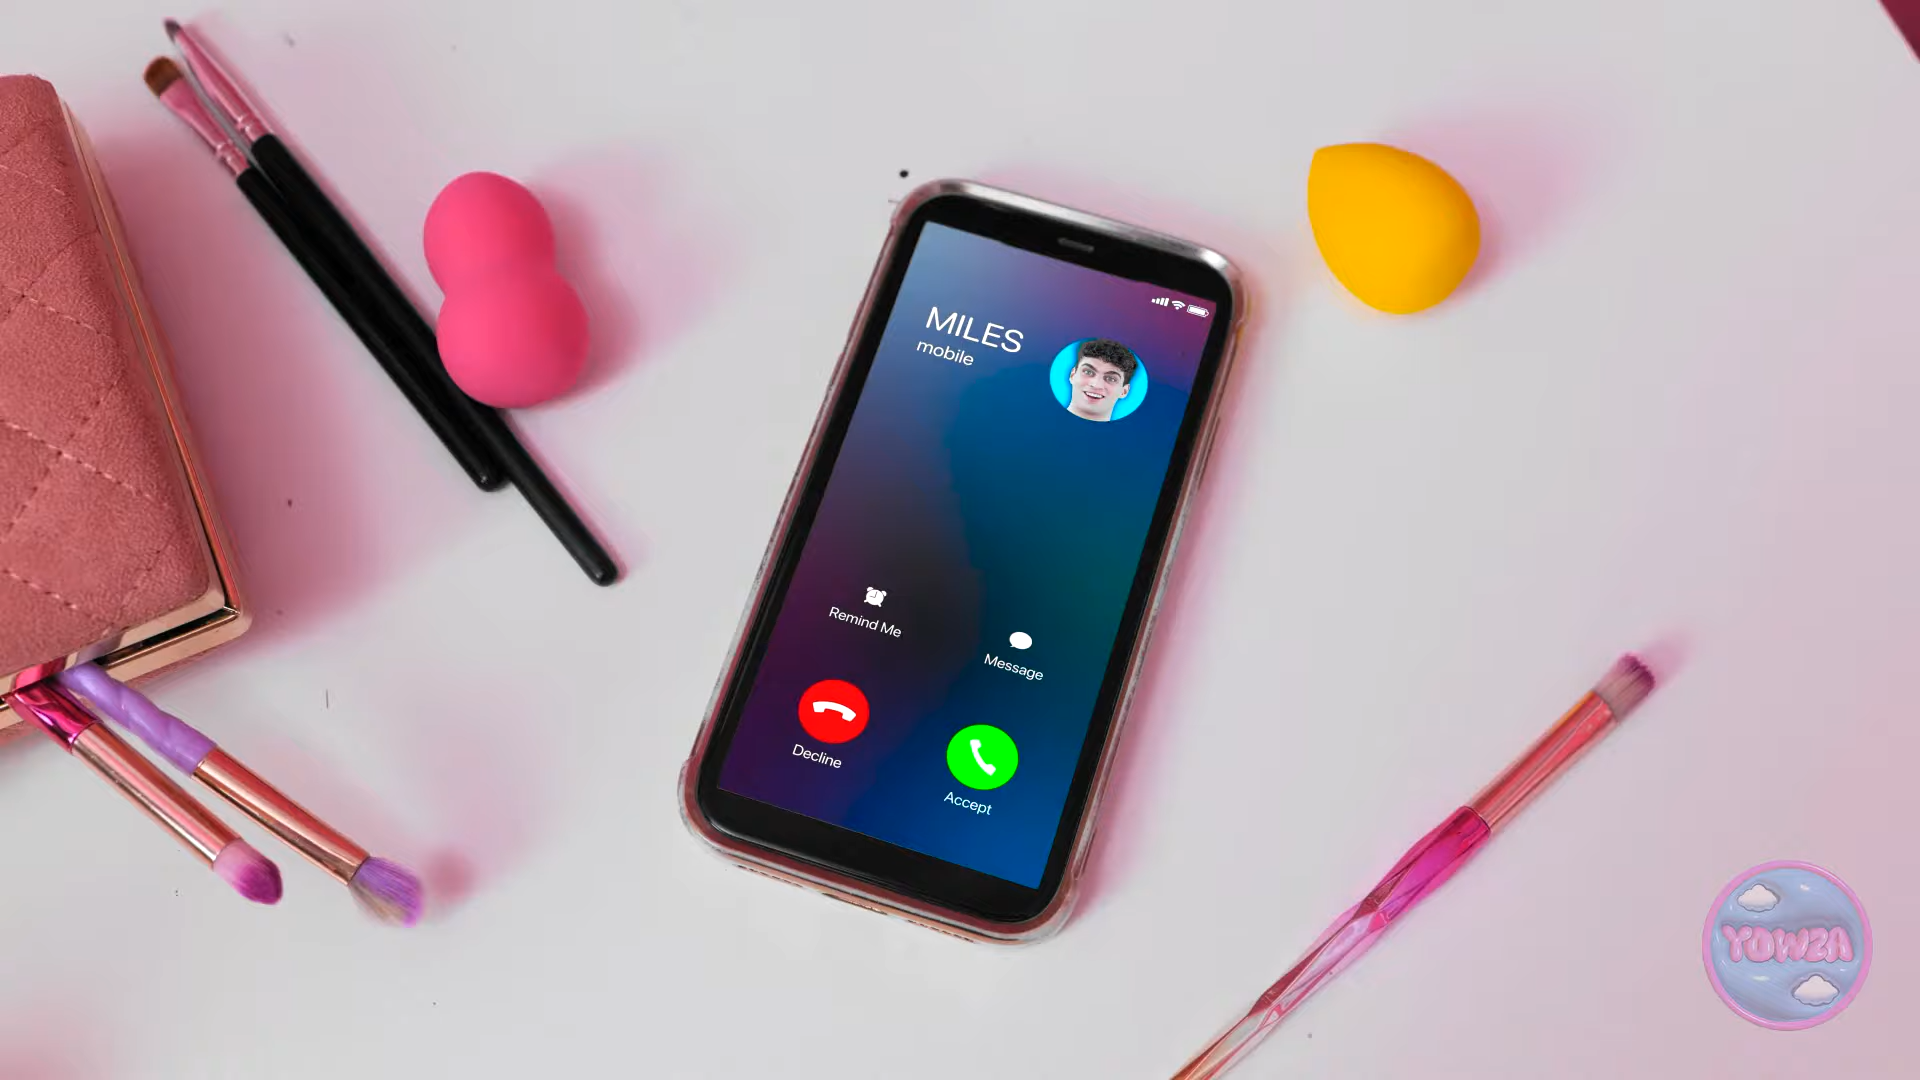 MILES
mobile
Remind Me
Message
Decline
Accept
YOWZA